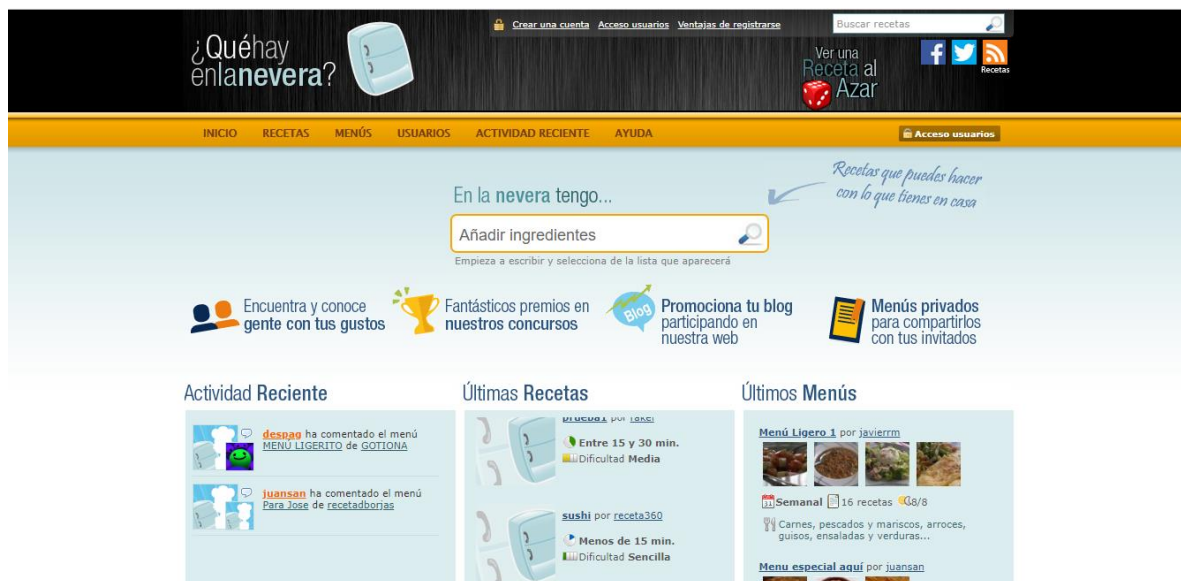 ¿Quéhay
enlanevera?
Crear una cuenta Acceso usuarios Ventajas de registrarse
Buscar recetas
Ver una
Receta al
Azar
Recetas
INICIO RECETAS MENÚS USUARIOS ACTIVIDAD RECIENTE AYUDA
Acceso usuarios
Recetas que puedes hacer
con lo que tienes en casa
En la nevera tengo...
Añadir ingredientes
Empieza a escribir y selecciona de la lista que aparecerá
Encuentra y conoce
gente con tus gustos
Fantásticos premios en
nuestros concursos
Blog
Promociona tu blog
participando en
nuestra web
Menús privados
para compartirlos
con tus invitados
Actividad Reciente
despag ha comentado el menú
MENÚ LIGERITO de GOTIONA
juansan ha comentado el menú
Para Jose de recetadborjas
Últimas Recetas
prueba1 por rakel
Entre 15 y 30 min.
Dificultad Media
sushi por receta360
Menos de 15 min.
Dificultad Sencilla
Últimos Menús
Menú Ligero 1 por javierrm
Semanal 16 recetas 8/8
Carnes, pescados y mariscos, arroces,
guisos, ensaladas y verduras...
Menu especial aquí por juansan